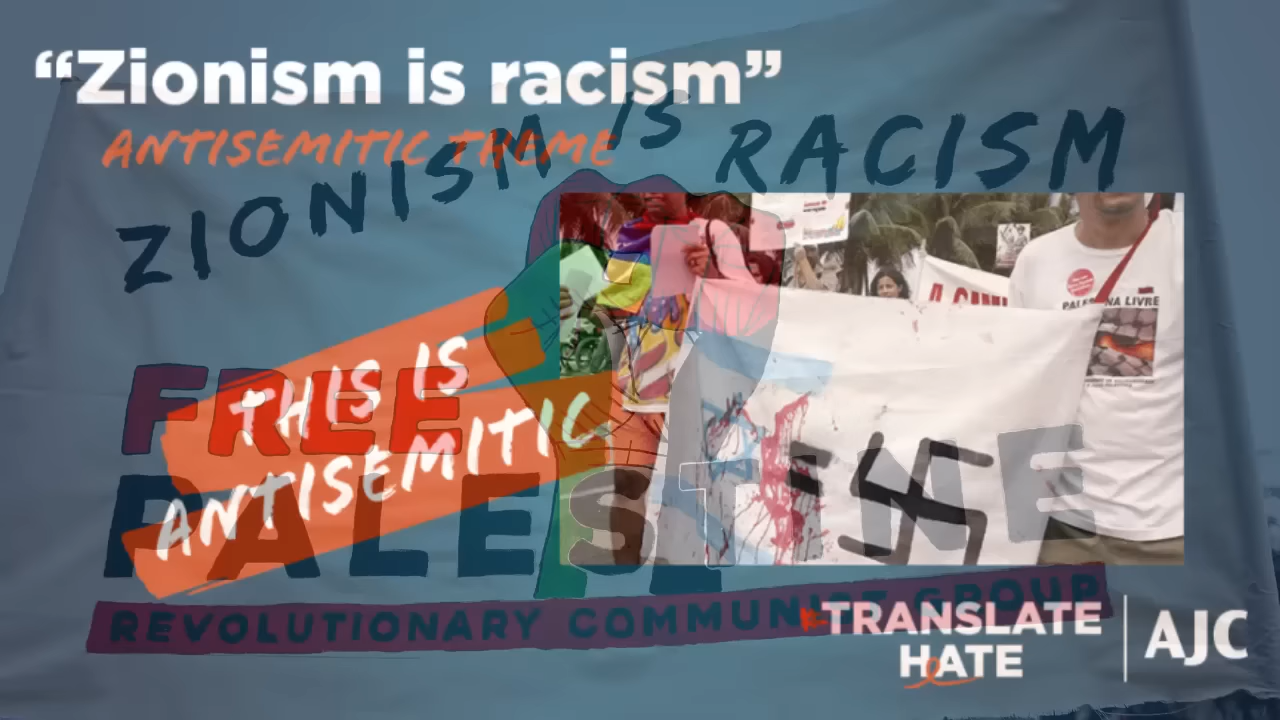 “Zionism is racism”
ANTISEMITIC THEME
ZIONISM IS RACISM
THIS IS
ANTISEMITIC
FREE
PALESTINE
REVOLUTIONARY COMMUNIST GROUP
PALESTINA LIVRE
TRANSLATE
HATE
AJC